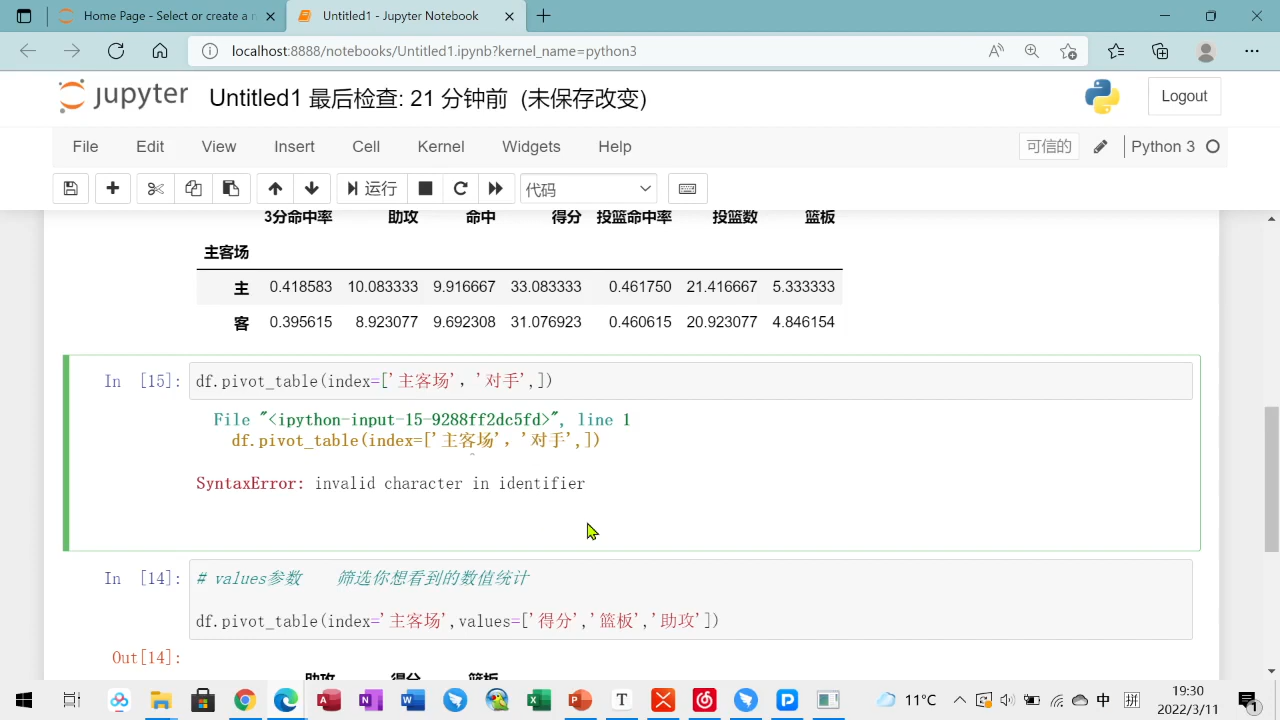 localhost:8888/notebooks/Untitled1.ipynb?kernel_name=python3
jupyter Untitled1 最后检查: 21 分钟前 (未保存改变) Logout
File Edit View Insert Cell Kernel Widgets Help 可信的 Python 3
运行 代码
3分命中率 助攻 命中 得分 投篮命中率 投篮数 篮板
主客场
主 0.418583 10.083333 9.916667 33.083333 0.461750 21.416667 5.333333
客 0.395615 8.923077 9.692308 31.076923 0.460615 20.923077 4.846154
In [15]: df.pivot_table(index=['主客场'，'对手',])
File "<ipython-input-15-9288ff2dc5fd>", line 1
df.pivot_table(index=['主客场'，'对手',])
^
SyntaxError: invalid character in identifier
In [14]: # values参数 筛选你想看到的数值统计
df.pivot_table(index='主客场',values=['得分','篮板','助攻'])
Out[14]:
助攻 得分 篮板
11°C 中 拼 19:30
2022/3/11